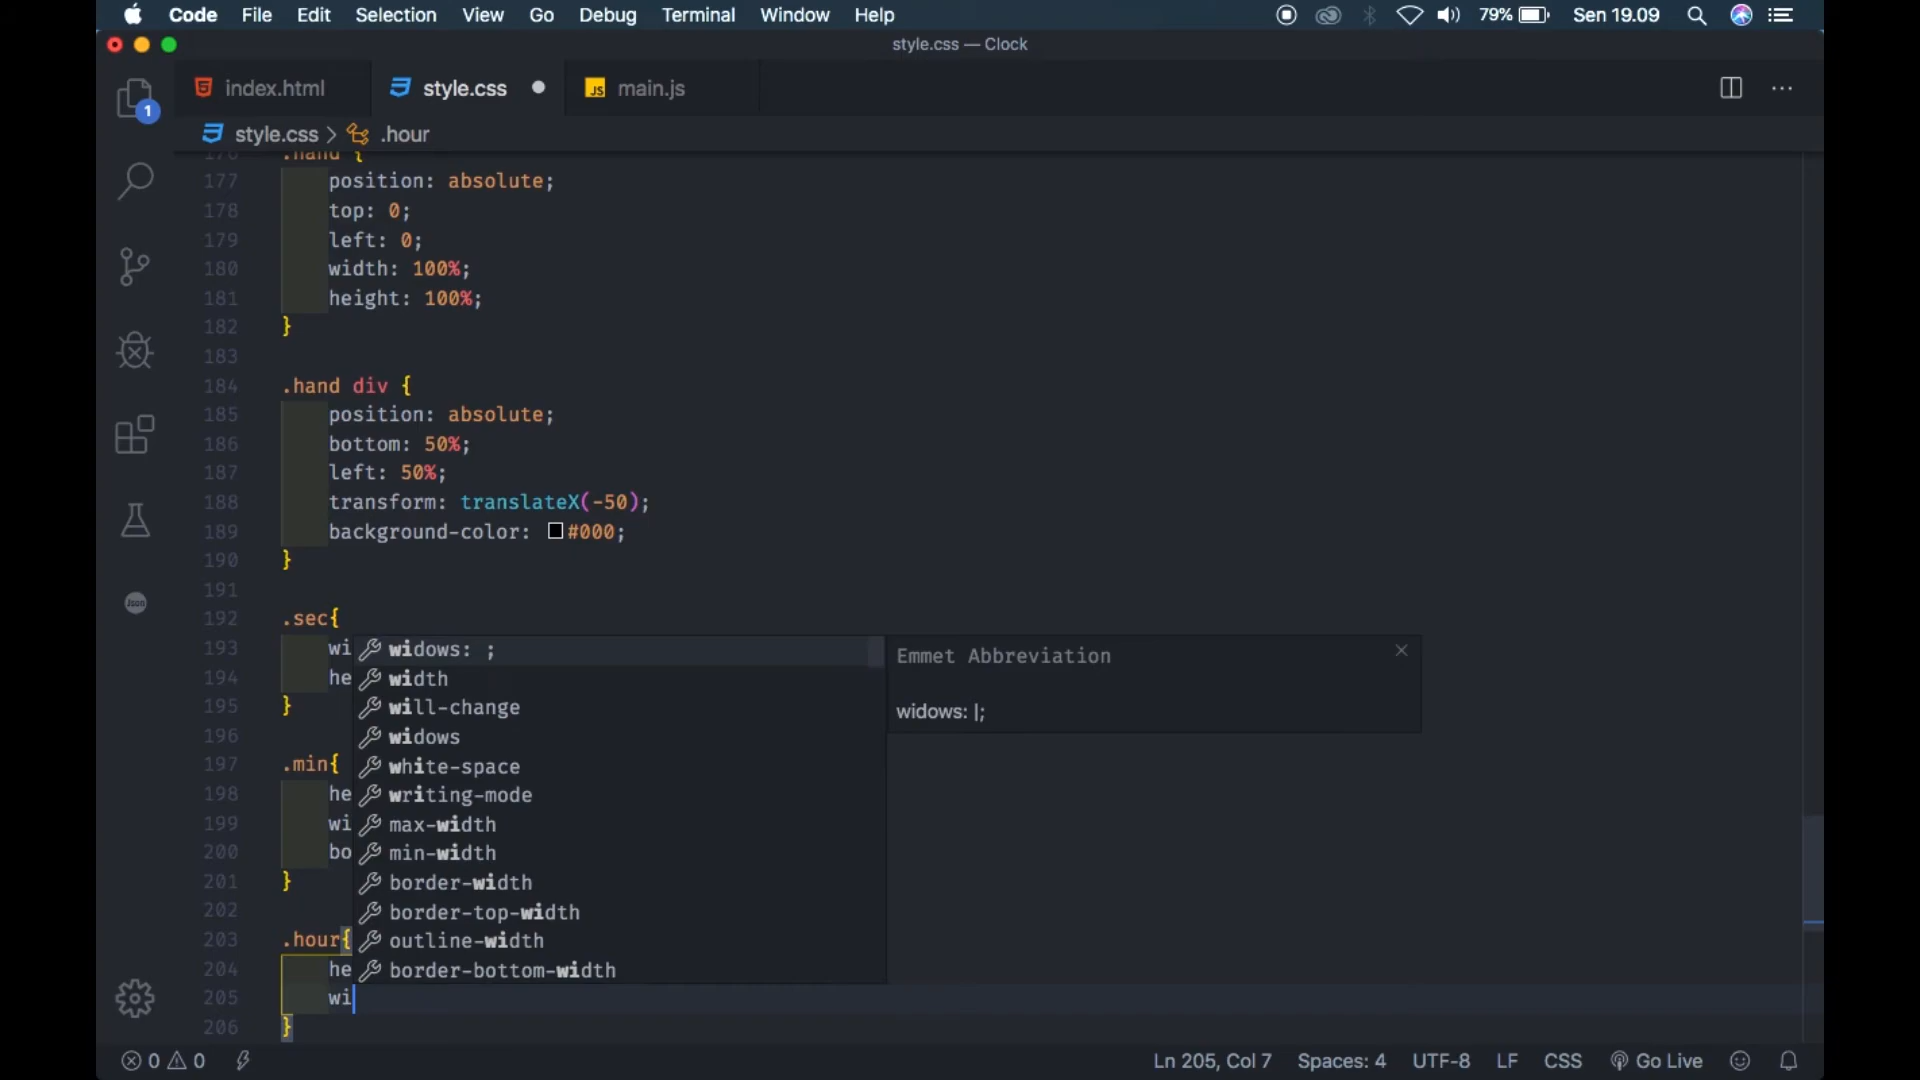 Code File Edit Selection View Go Debug Terminal Window Help 79% Sen 19.09
style.css — Clock
index.html style.css JS main.js
1
style.css > .hour
176 .hand {
177 position: absolute;
178 top: 0;
179 left: 0;
180 width: 100%;
181 height: 100%;
182 }
183
184 .hand div {
185 position: absolute;
186 bottom: 50%;
187 left: 50%;
188 transform: translateX(-50);
189 background-color: #000;
190 }
191
192 .sec{
193 wi
194 he
195 }
196
197 .min{
198 he
199 wi
200 bo
201 }
202
203 .hour{
204 he
205 wi
206 }
widows: ;
width
will-change
widows
white-space
writing-mode
max-width
min-width
border-width
border-top-width
outline-width
border-bottom-width
Emmet Abbreviation
widows: |;
Json
0 0 Ln 205, Col 7 Spaces: 4 UTF-8 LF CSS Go Live